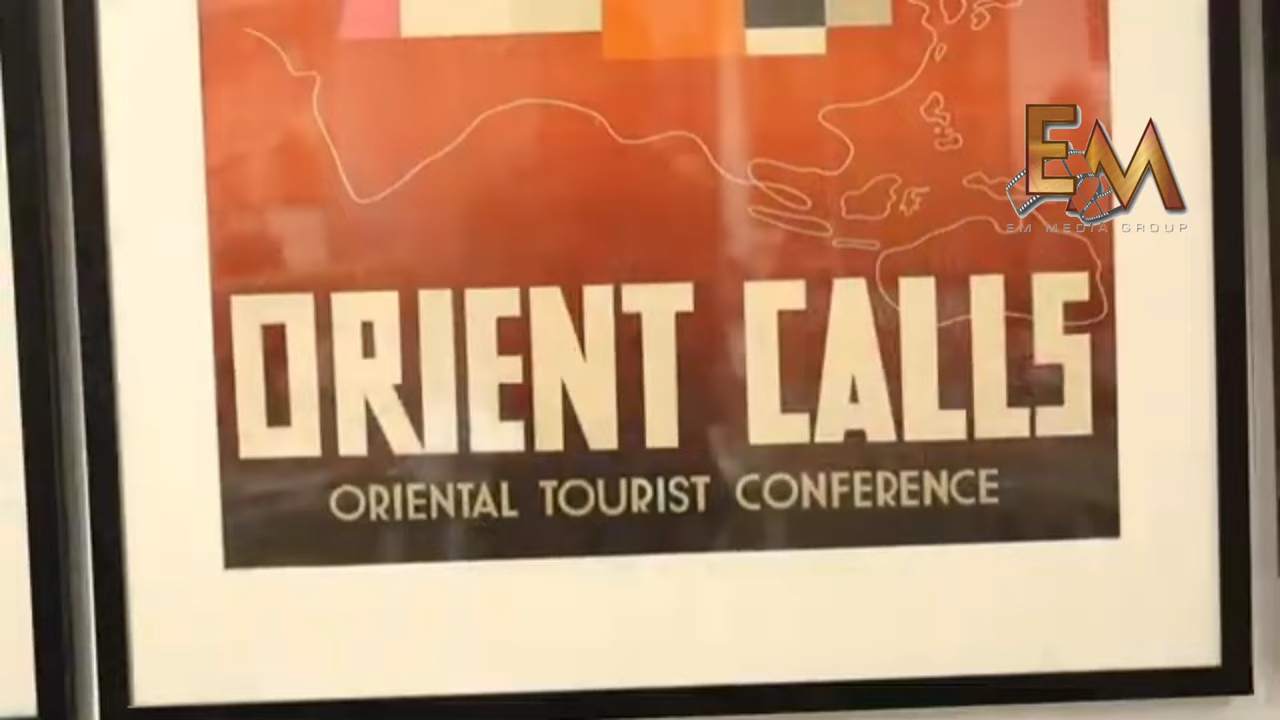 EM
EM MEDIA GROUP
ORIENT CALLS
ORIENTAL TOURIST CONFERENCE